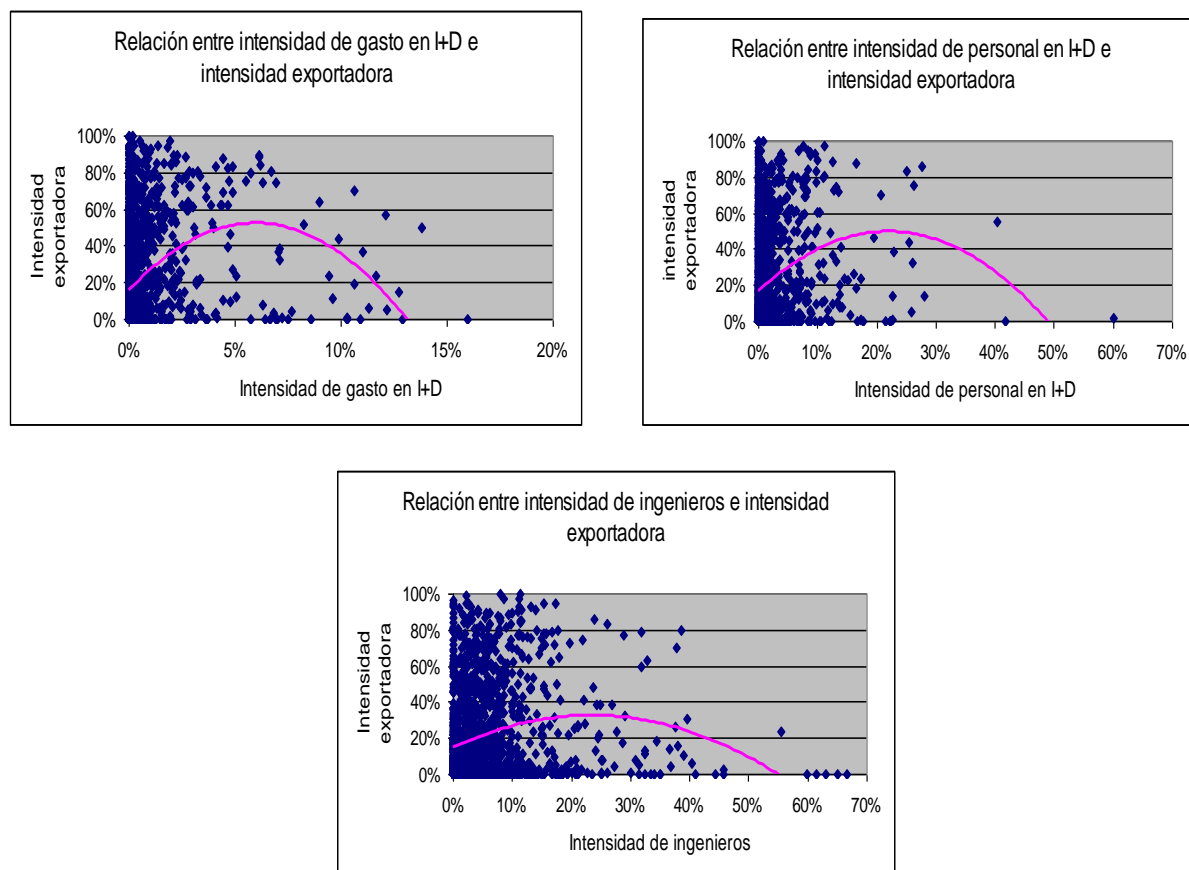 Relación entre intensidad de gasto en I+D e
intensidad exportadora
Intensidad
exportadora
100%
80%
60%
40%
20%
0%
0% 5% 10% 15% 20%
Intensidad de gasto en I+D
Relación entre intensidad de personal en I+D e
intensidad exportadora
intensidad
exportadora
100%
80%
60%
40%
20%
0%
0% 10% 20% 30% 40% 50% 60% 70%
Intensidad de personal en I+D
Relación entre intensidad de ingenieros e intensidad
exportadora
Intensidad
exportadora
100%
80%
60%
40%
20%
0%
0% 10% 20% 30% 40% 50% 60% 70%
Intensidad de ingenieros